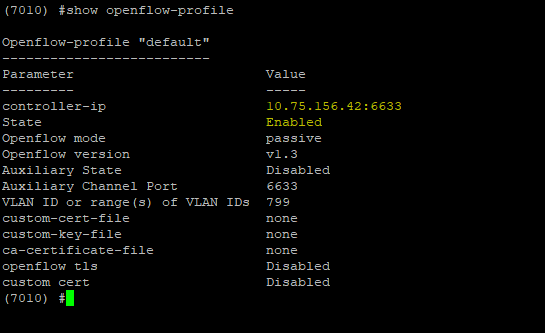 (7010) #show openflow-profile
Openflow-profile "default"
--------------------------
Parameter Value
--------- -----
controller-ip 10.75.156.42:6633
State Enabled
Openflow mode passive
Openflow version v1.3
Auxiliary State Disabled
Auxiliary Channel Port 6633
VLAN ID or range(s) of VLAN IDs 799
custom-cert-file none
custom-key-file none
ca-certificate-file none
openflow tls Disabled
custom cert Disabled
(7010) #